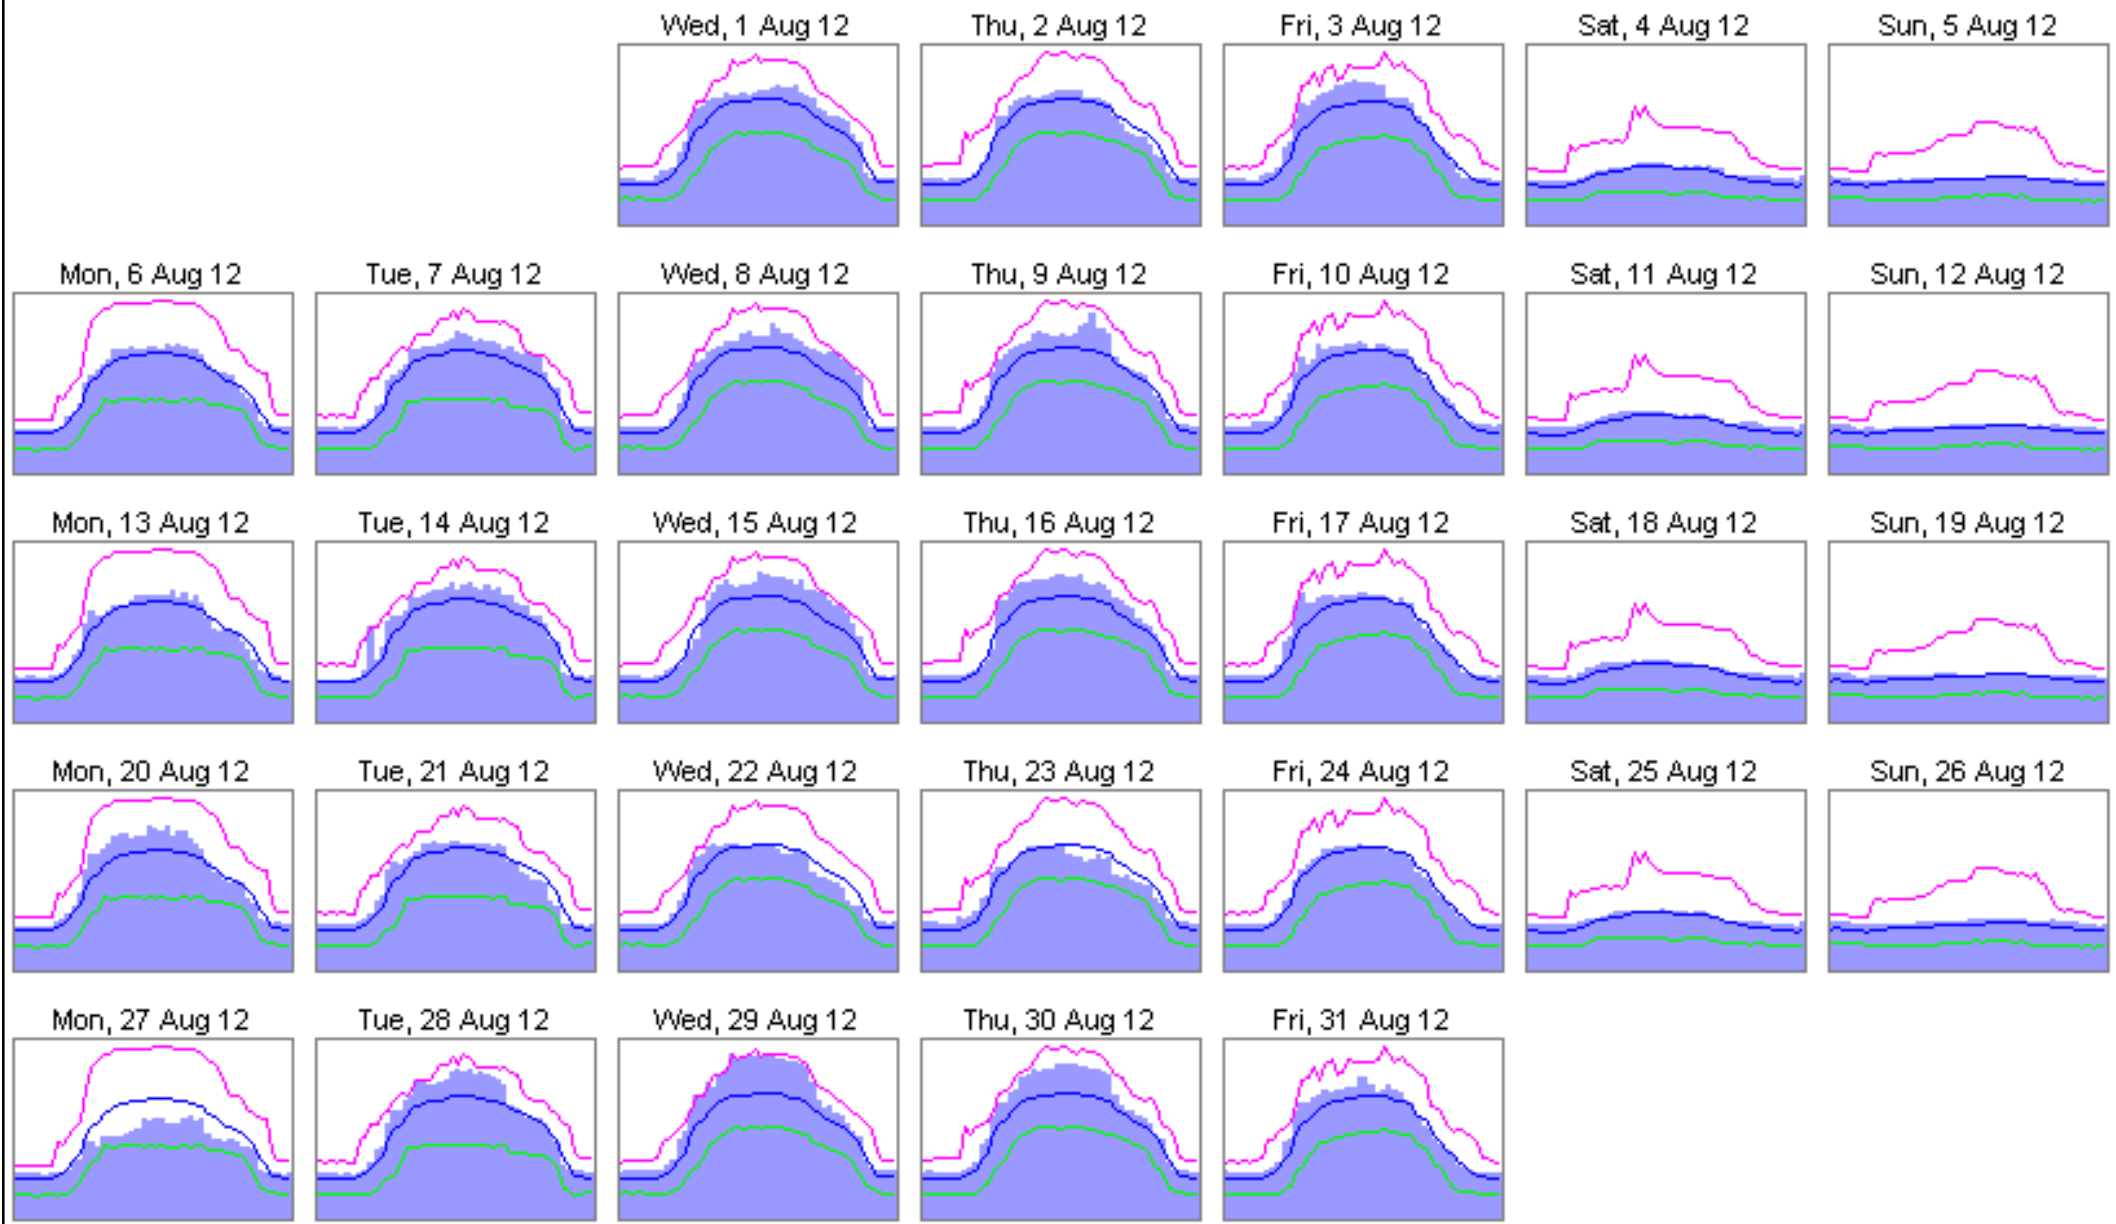 Wed, 1 Aug 12
Thu, 2 Aug 12
Fri, 3 Aug 12
Sat, 4 Aug 12
Sun, 5 Aug 12
Mon, 6 Aug 12
Tue, 7 Aug 12
Wed, 8 Aug 12
Thu, 9 Aug 12
Fri, 10 Aug 12
Sat, 11 Aug 12
Sun, 12 Aug 12
Mon, 13 Aug 12
Tue, 14 Aug 12
Wed, 15 Aug 12
Thu, 16 Aug 12
Fri, 17 Aug 12
Sat, 18 Aug 12
Sun, 19 Aug 12
Mon, 20 Aug 12
Tue, 21 Aug 12
Wed, 22 Aug 12
Thu, 23 Aug 12
Fri, 24 Aug 12
Sat, 25 Aug 12
Sun, 26 Aug 12
Mon, 27 Aug 12
Tue, 28 Aug 12
Wed, 29 Aug 12
Thu, 30 Aug 12
Fri, 31 Aug 12